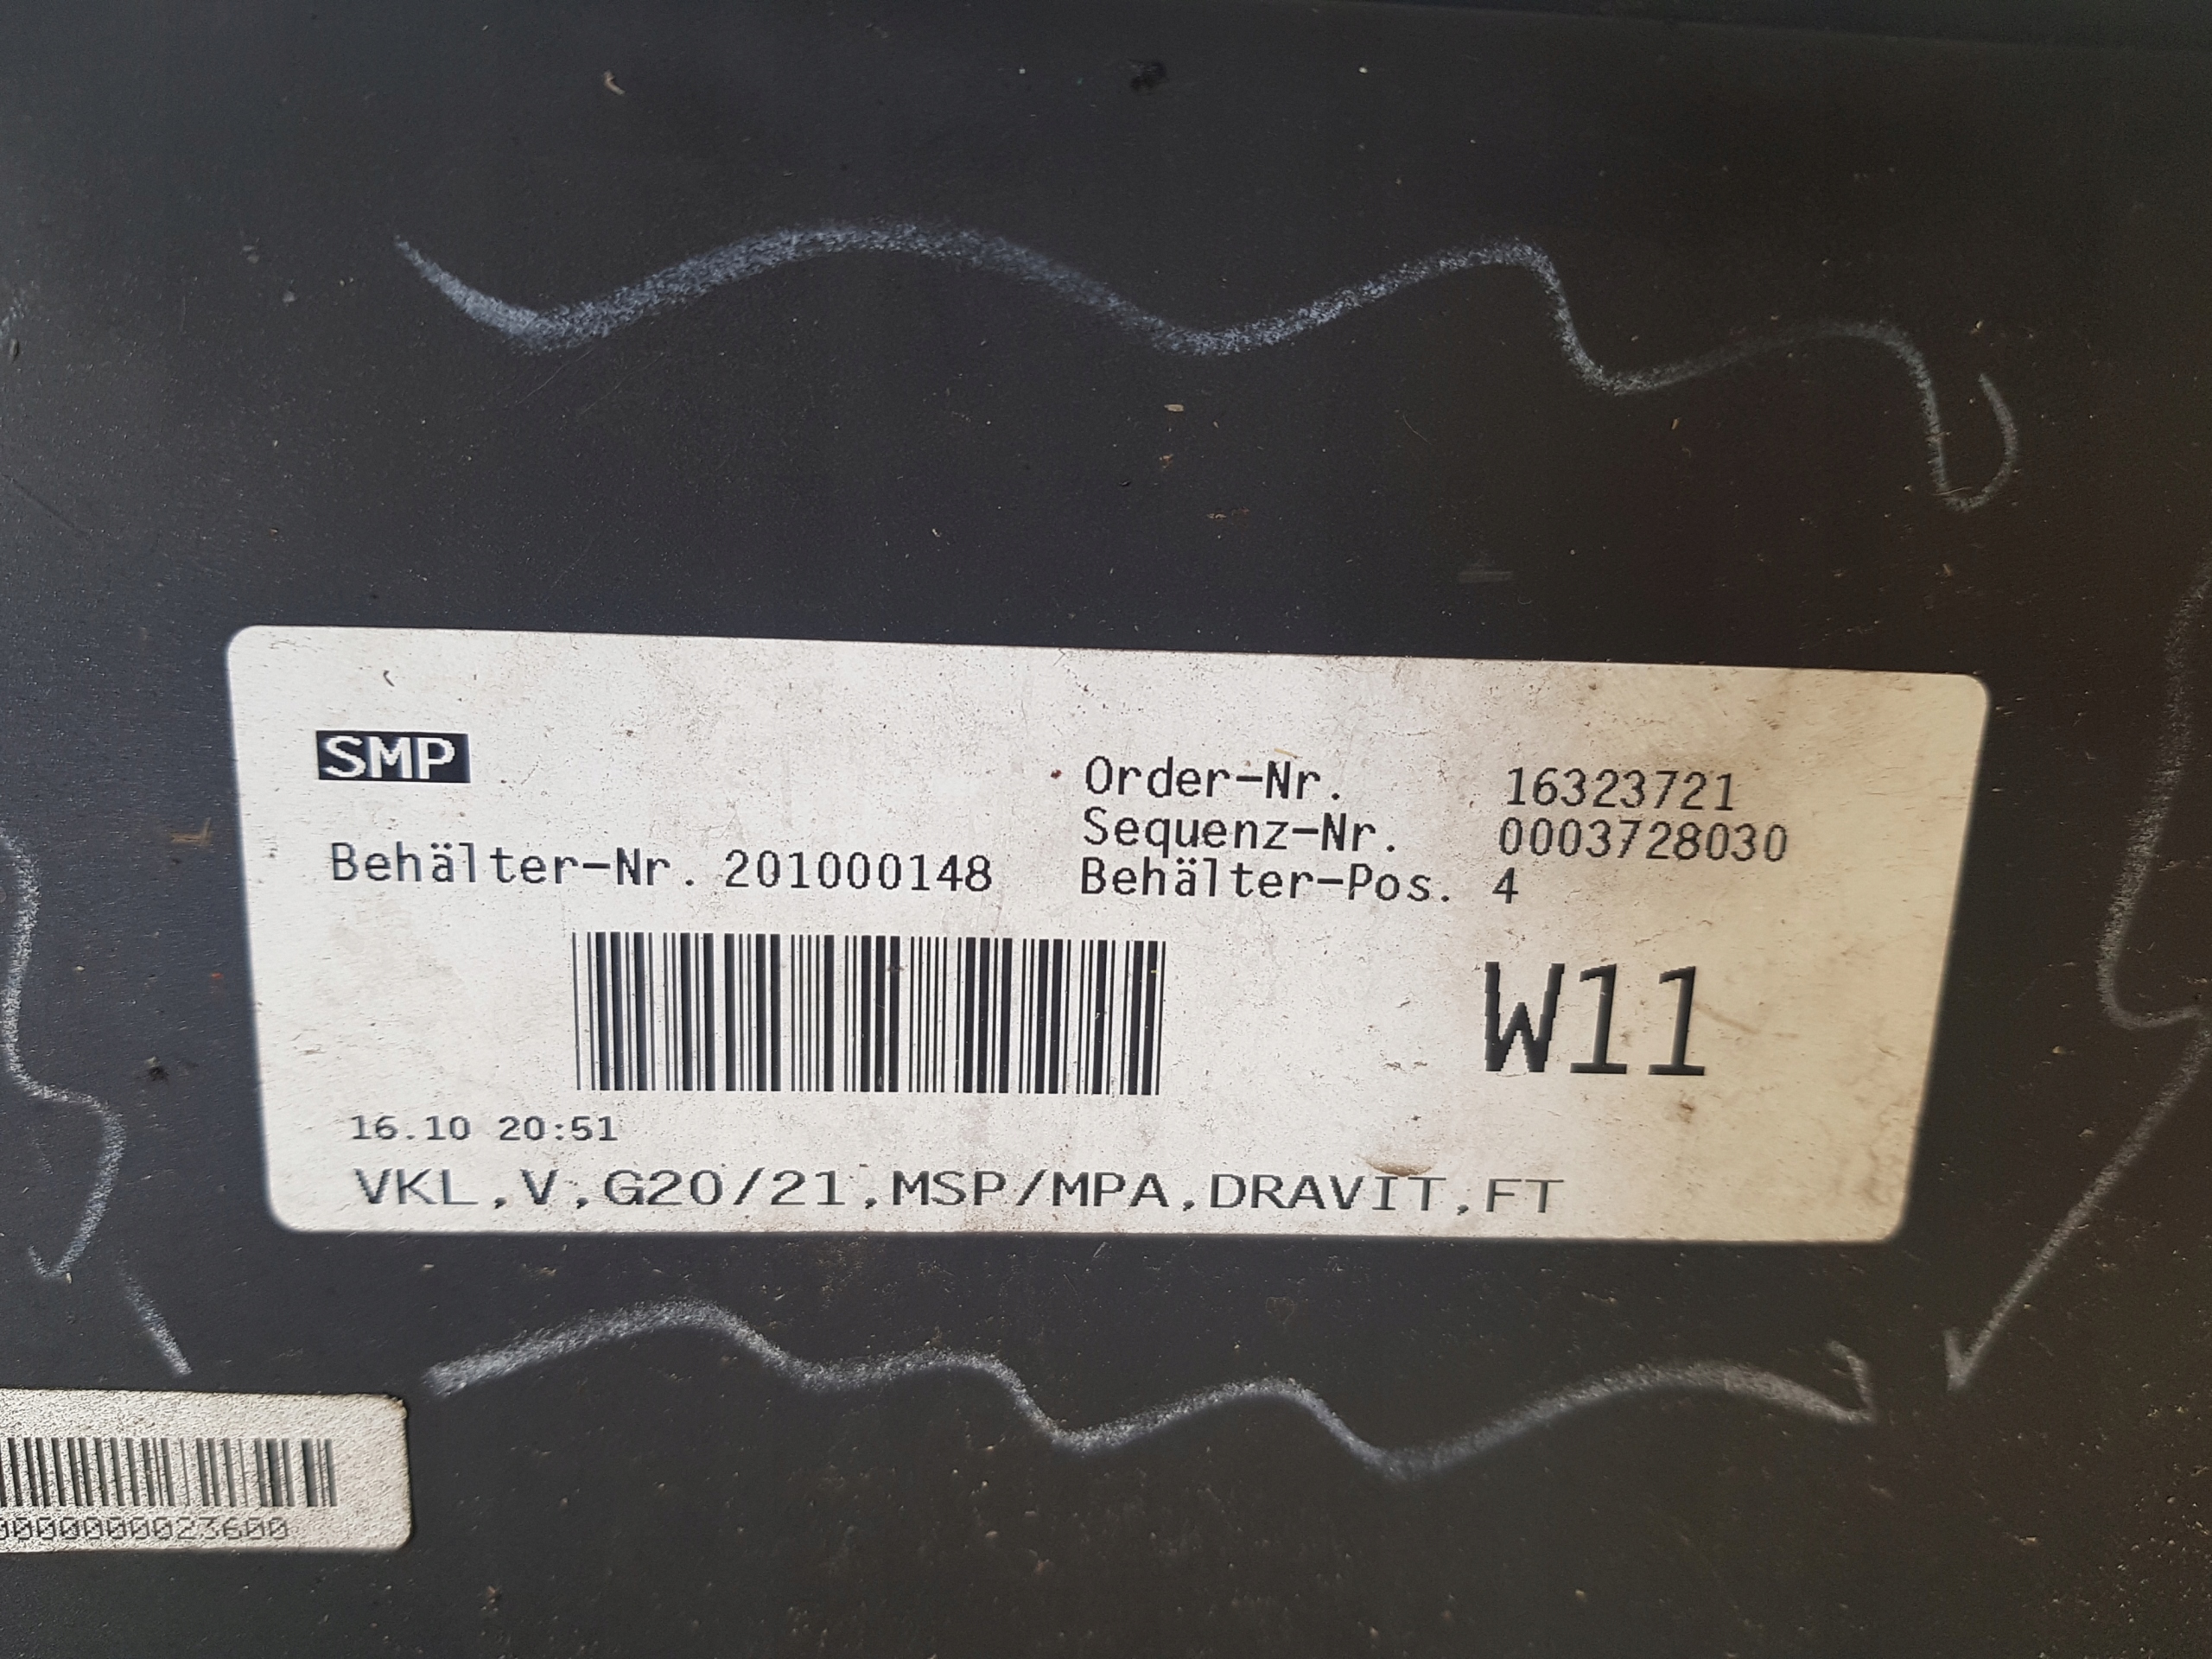 SMP
Order-Nr. 16323721
Sequenz-Nr. 0003728030
Behälter-Nr. 201000148
Behälter-Pos. 4
W11
16.10 20:51
VKL,V,G20/21,MSP/MPA,DRAVIT,FT